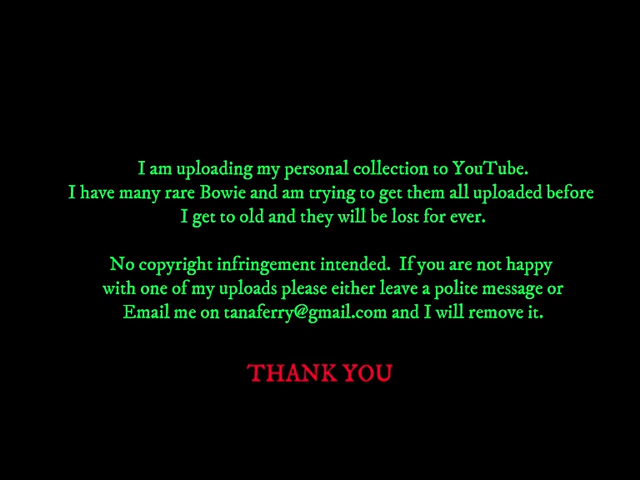 I am uploading my personal collection to YouTube.
I have many rare Bowie and am trying to get them all uploaded before
I get to old and they will be lost for ever.
No copyright infringement intended.  If you are not happy
with one of my uploads please either leave a polite message or
Email me on tanaferry@gmail.com and I will remove it.
THANK YOU